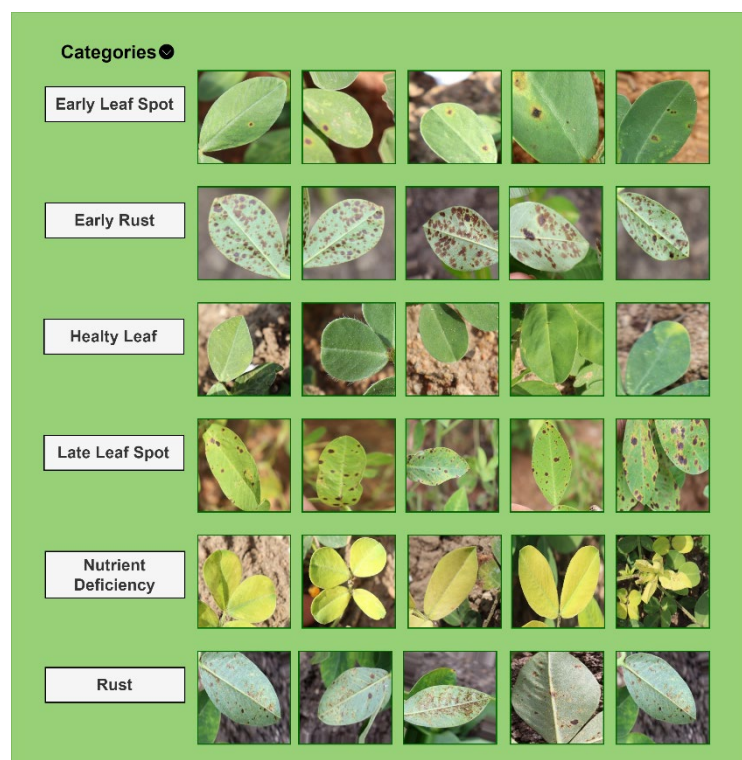 Categories
Early Leaf Spot
Early Rust
Healty Leaf
Late Leaf Spot
Nutrient
Deficiency
Rust